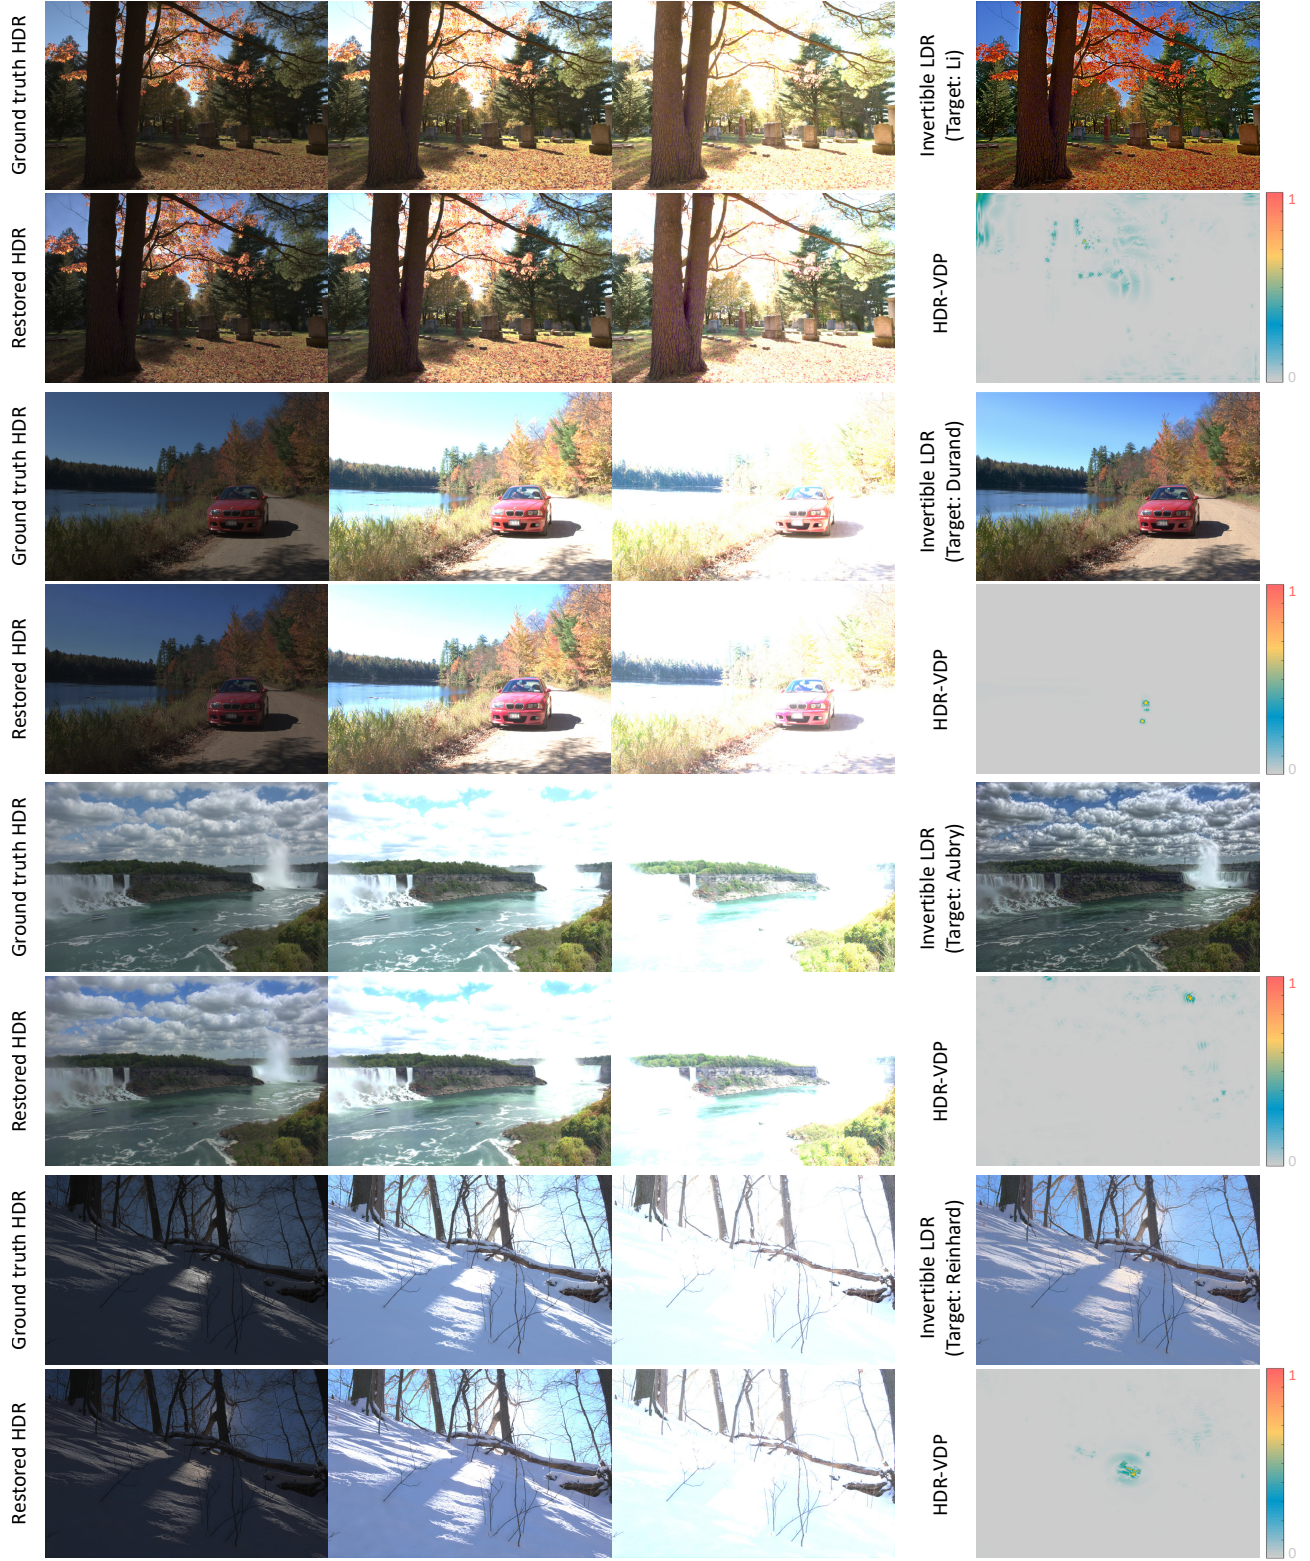 Ground truth HDR
Invertible LDR
(Target: Li)
Restored HDR
HDR-VDP
1
0
Ground truth HDR
Invertible LDR
(Target: Durand)
Restored HDR
HDR-VDP
1
0
Ground truth HDR
Invertible LDR
(Target: Aubry)
Restored HDR
HDR-VDP
1
0
Ground truth HDR
Invertible LDR
(Target: Reinhard)
Restored HDR
HDR-VDP
1
0